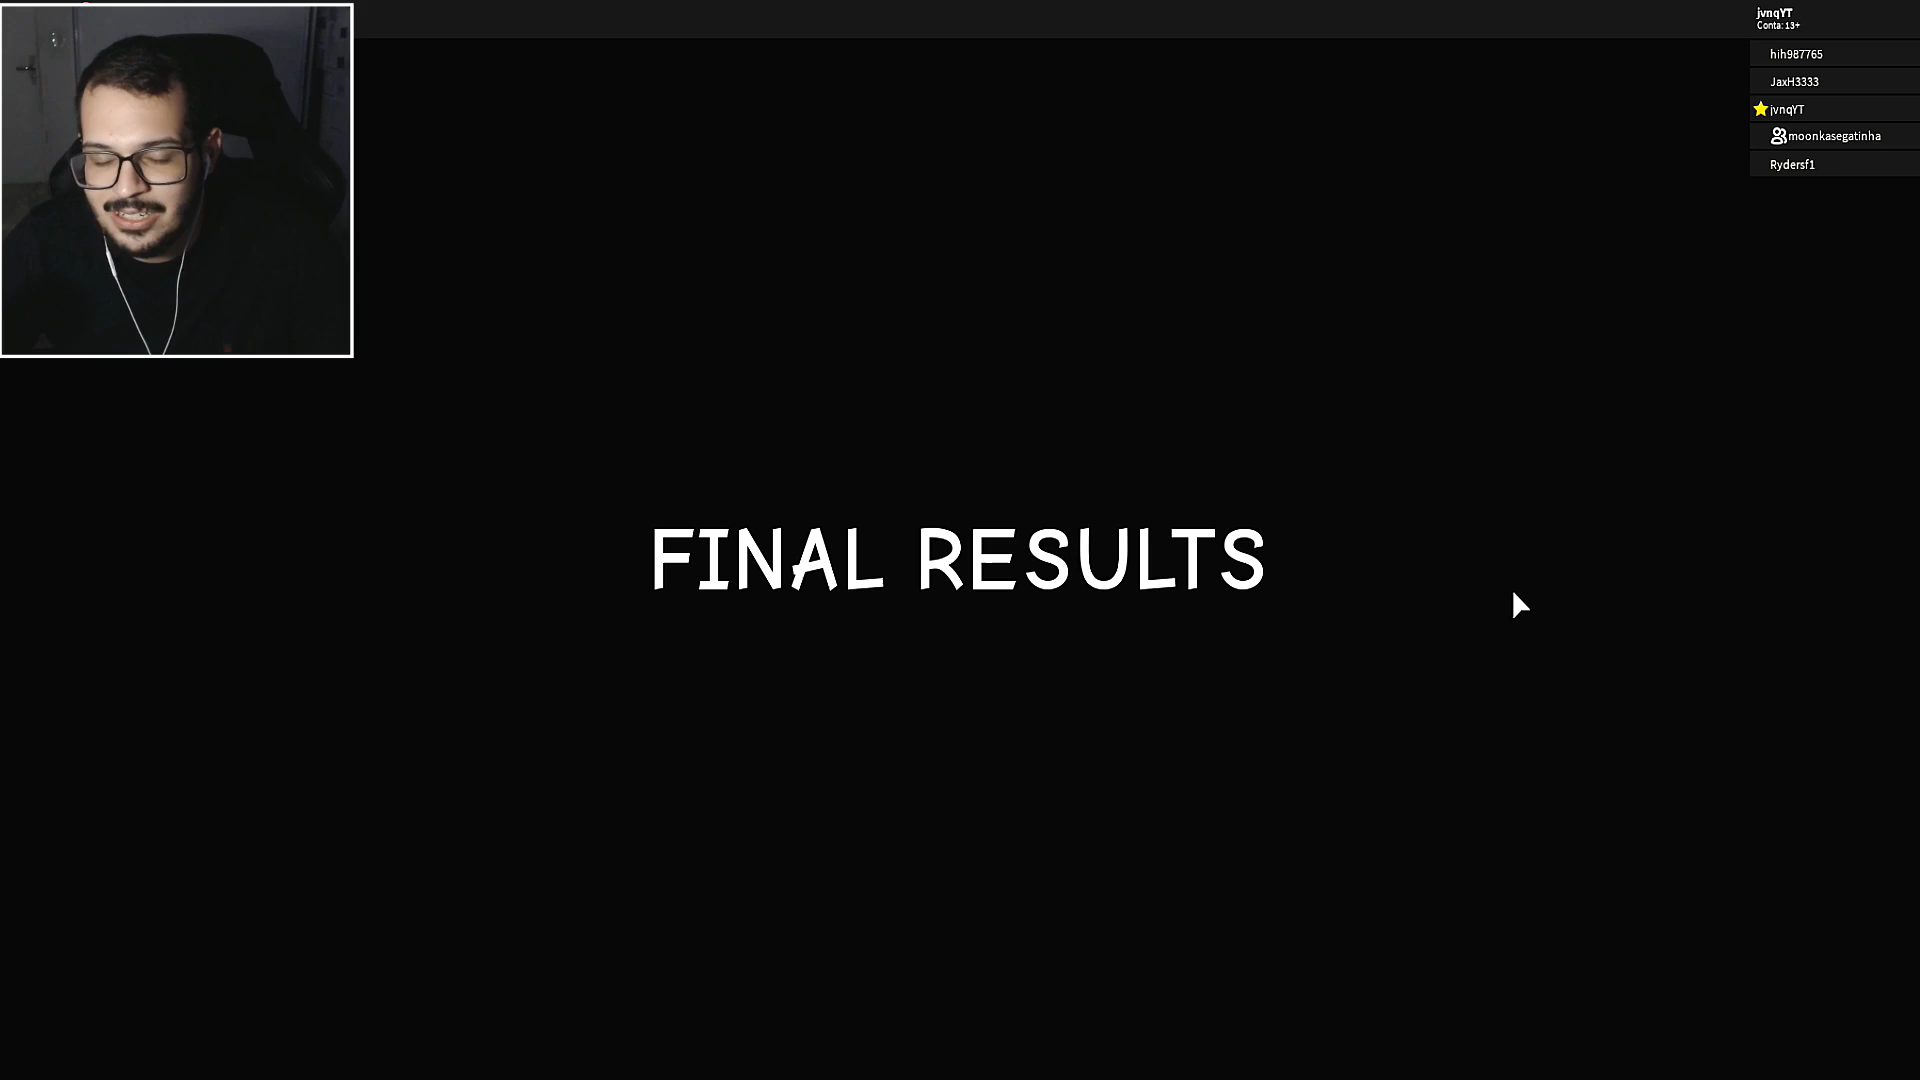 jvnqYT
Conta: 13+
hih987765
JaxH3333
jvnqYT
moonkasegatinha
Rydersf1
FINAL RESULTS